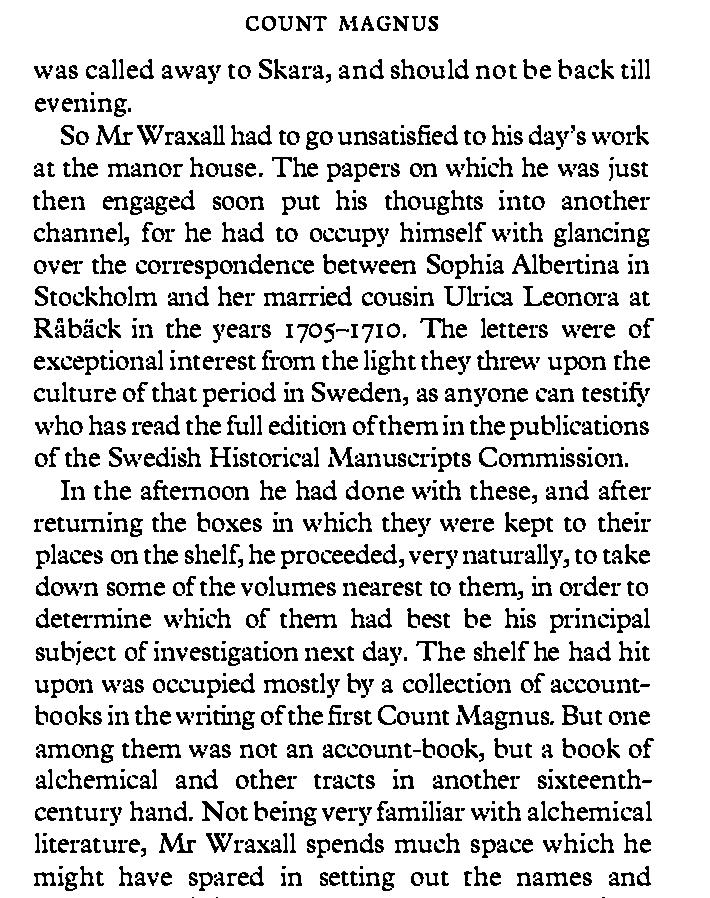 COUNT MAGNUS
was called away to Skara, and should not be back till
evening.
So Mr Wraxall had to go unsatisfied to his day's work
at the manor house. The papers on which he was just
then engaged soon put his thoughts into another
channel, for he had to occupy himself with glancing
over the correspondence between Sophia Albertina in
Stockholm and her married cousin Ulrica Leonora at
Råbäck in the years 1705–1710. The letters were of
exceptional interest from the light they threw upon the
culture of that period in Sweden, as anyone can testify
who has read the full edition of them in the publications
of the Swedish Historical Manuscripts Commission.
In the afternoon he had done with these, and after
returning the boxes in which they were kept to their
places on the shelf, he proceeded, very naturally, to take
down some of the volumes nearest to them, in order to
determine which of them had best be his principal
subject of investigation next day. The shelf he had hit
upon was occupied mostly by a collection of account-
books in the writing of the first Count Magnus. But one
among them was not an account-book, but a book of
alchemical and other tracts in another sixteenth-
century hand. Not being very familiar with alchemical
literature, Mr Wraxall spends much space which he
might have spared in setting out the names and